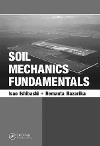 SOIL
MECHANICS
FUNDAMENTALS
Isao Ishibashi • Hemanta Hazarika